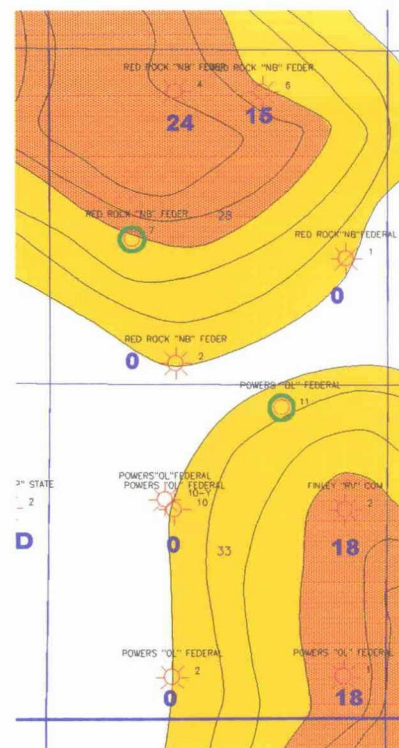 RED ROCK "NB" FEDER
RED ROCK "NB" FEDER
4
6
24
15
RED ROCK "NB" FEDER
7
28
RED ROCK "NB" FEDERAL
1
0
RED ROCK "NB" FEDER
0
2
POWERS "OL" FEDERAL
11
POWERS"OL"FEDERAL
POWERS "OL" FEDERAL
10-Y
10
P" STATE
2
FINLEY "RV" COM
2
D
0
33
18
POWERS "OL" FEDERAL
2
POWERS "OL" FEDERAL
1
0
18